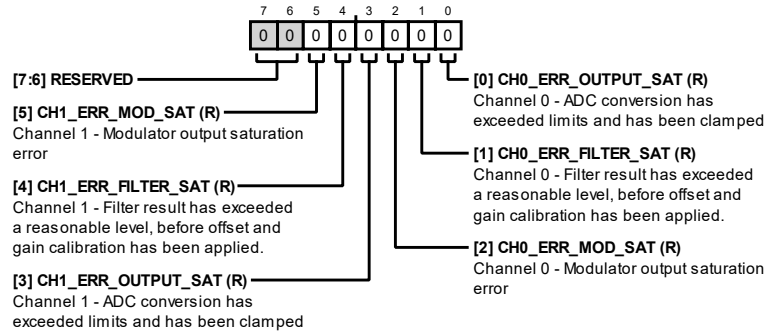 7 6 5 4 3 2 1 0
0 0 0 0 0 0 0 0
[7:6] RESERVED
[5] CH1_ERR_MOD_SAT (R)
Channel 1 - Modulator output saturation
error
[4] CH1_ERR_FILTER_SAT (R)
Channel 1 - Filter result has exceeded
a reasonable level, before offset and
gain calibration has been applied.
[3] CH1_ERR_OUTPUT_SAT (R)
Channel 1 - ADC conversion has
exceeded limits and has been clamped
[0] CH0_ERR_OUTPUT_SAT (R)
Channel 0 - ADC conversion has
exceeded limits and has been clamped
[1] CH0_ERR_FILTER_SAT (R)
Channel 0 - Filter result has exceeded
a reasonable level, before offset and
gain calibration has been applied.
[2] CH0_ERR_MOD_SAT (R)
Channel 0 - Modulator output saturation
error